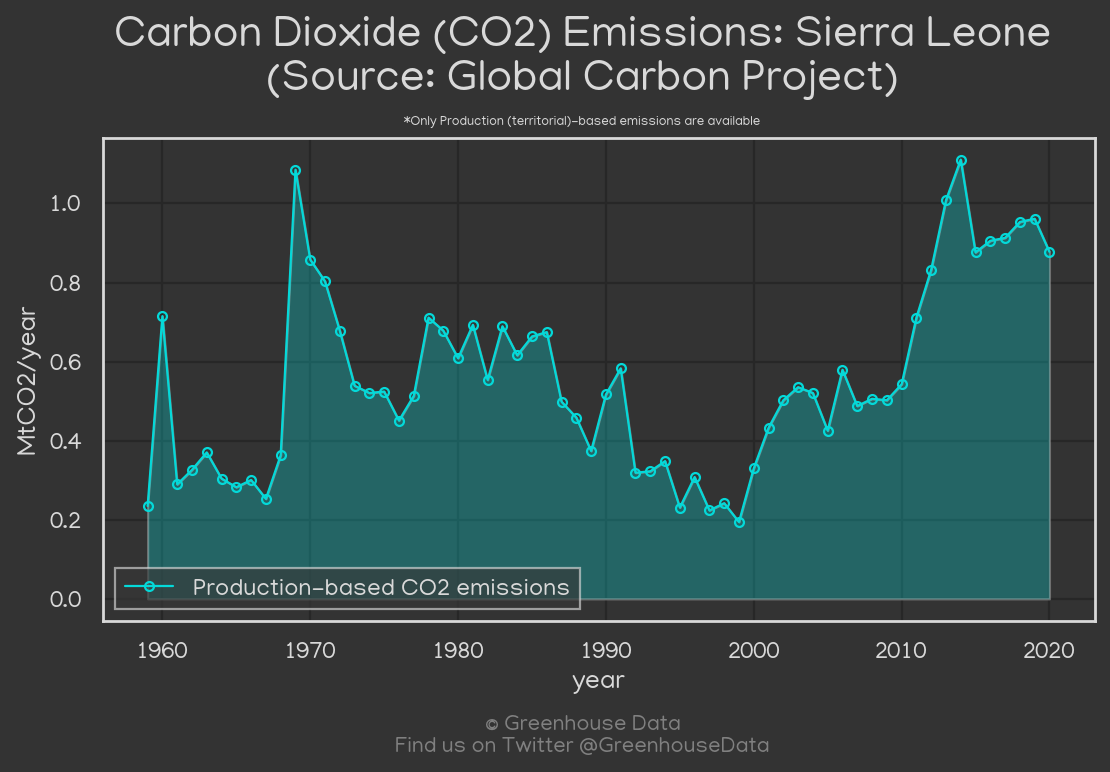 Carbon Dioxide (CO2) Emissions: Sierra Leone
(Source: Global Carbon Project)
*Only Production (territorial)-based emissions are available
MtCO2/year
1.0
0.8
0.6
0.4
0.2
0.0
Production-based CO2 emissions
1960 1970 1980 1990 2000 2010 2020
year
© Greenhouse Data
Find us on Twitter @GreenhouseData